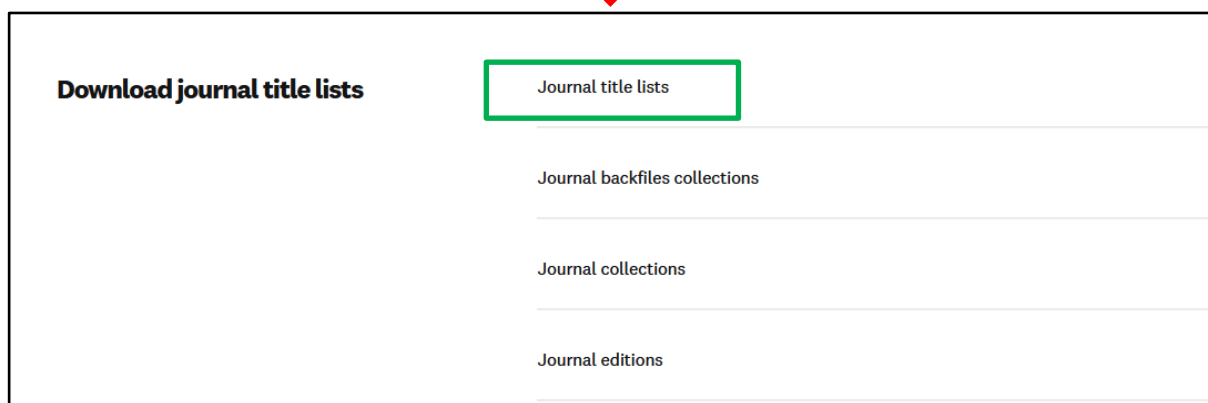 Download journal title lists
Journal title lists
Journal backfiles collections
Journal collections
Journal editions